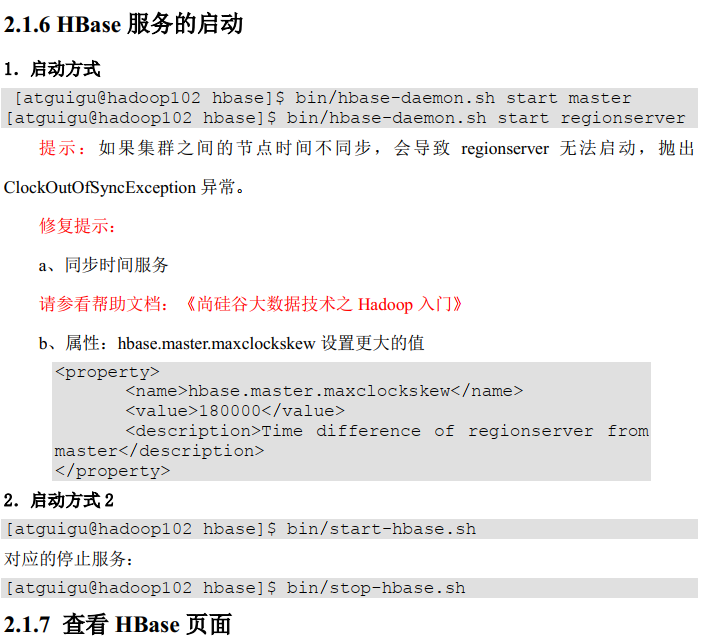 2.1.6 HBase 服务的启动
1．启动方式
[atguigu@hadoop102 hbase]$ bin/hbase-daemon.sh start master
[atguigu@hadoop102 hbase]$ bin/hbase-daemon.sh start regionserver
提示：如果集群之间的节点时间不同步，会导致 regionserver 无法启动，抛出
ClockOutOfSyncException 异常。
修复提示：
a、同步时间服务
请参看帮助文档：《尚硅谷大数据技术之 Hadoop 入门》
b、属性：hbase.master.maxclockskew 设置更大的值
<property>
<name>hbase.master.maxclockskew</name>
<value>180000</value>
<description>Time difference of regionserver from
master</description>
</property>
2．启动方式 2
[atguigu@hadoop102 hbase]$ bin/start-hbase.sh
对应的停止服务：
[atguigu@hadoop102 hbase]$ bin/stop-hbase.sh
2.1.7 查看 HBase 页面